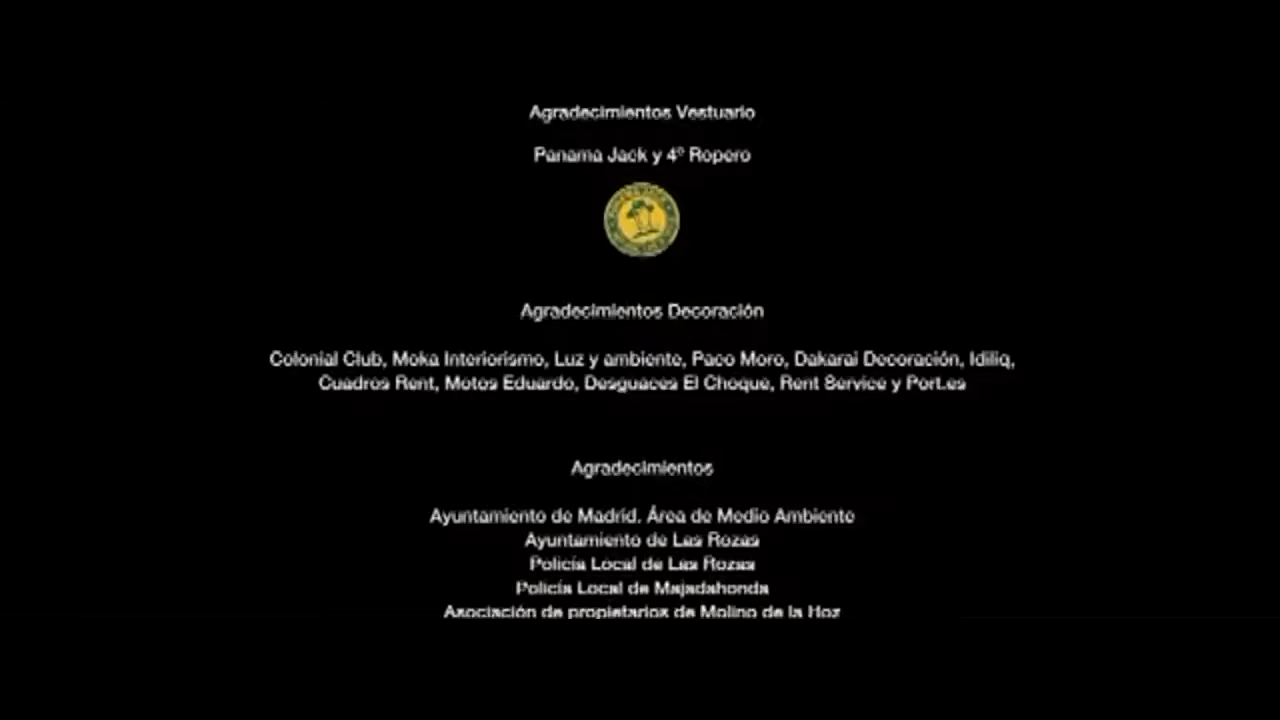 Agradecimientos Vestuario
Panama Jack y 4º Ropero
Agradecimientos Decoración
Colonial Club, Moka Interiorismo, Luz y ambiente, Paco Moro, Dakarai Decoración, Idiliq,
Cuadros Rent, Motos Eduardo, Desguaces El Choque, Rent Service y Port.es
Agradecimientos
Ayuntamiento de Madrid. Área de Medio Ambiente
Ayuntamiento de Las Rozas
Policía Local de Las Rozas
Policía Local de Majadahonda
Asociación de propietarios de Molino de la Hoz